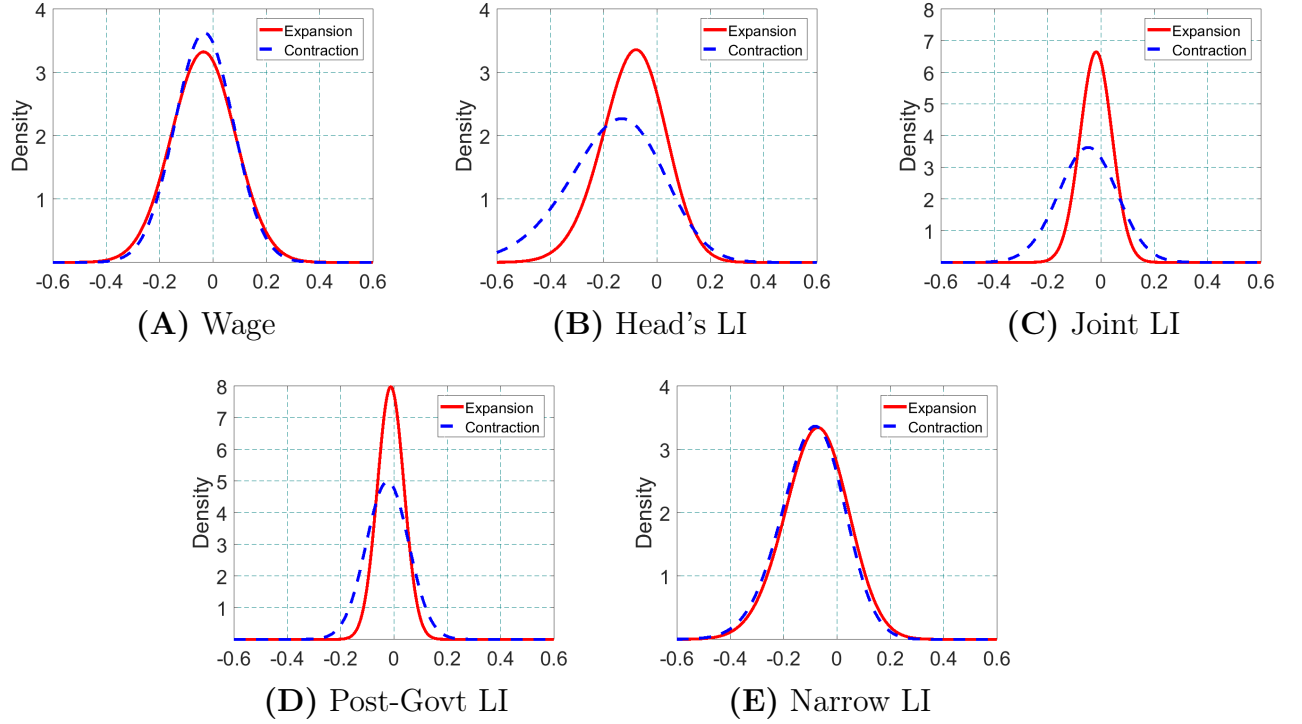 4
3
2
1
Density
Expansion
Contraction
-0.6 -0.4 -0.2 0 0.2 0.4 0.6
(A) Wage
4
3
2
1
Density
Expansion
Contraction
-0.6 -0.4 -0.2 0 0.2 0.4 0.6
(B) Head's LI
8
7
6
5
4
3
2
1
Density
Expansion
Contraction
-0.6 -0.4 -0.2 0 0.2 0.4 0.6
(C) Joint LI
8
7
6
5
4
3
2
1
Density
Expansion
Contraction
-0.6 -0.4 -0.2 0 0.2 0.4 0.6
(D) Post-Govt LI
4
3
2
1
Density
Expansion
Contraction
-0.6 -0.4 -0.2 0 0.2 0.4 0.6
(E) Narrow LI